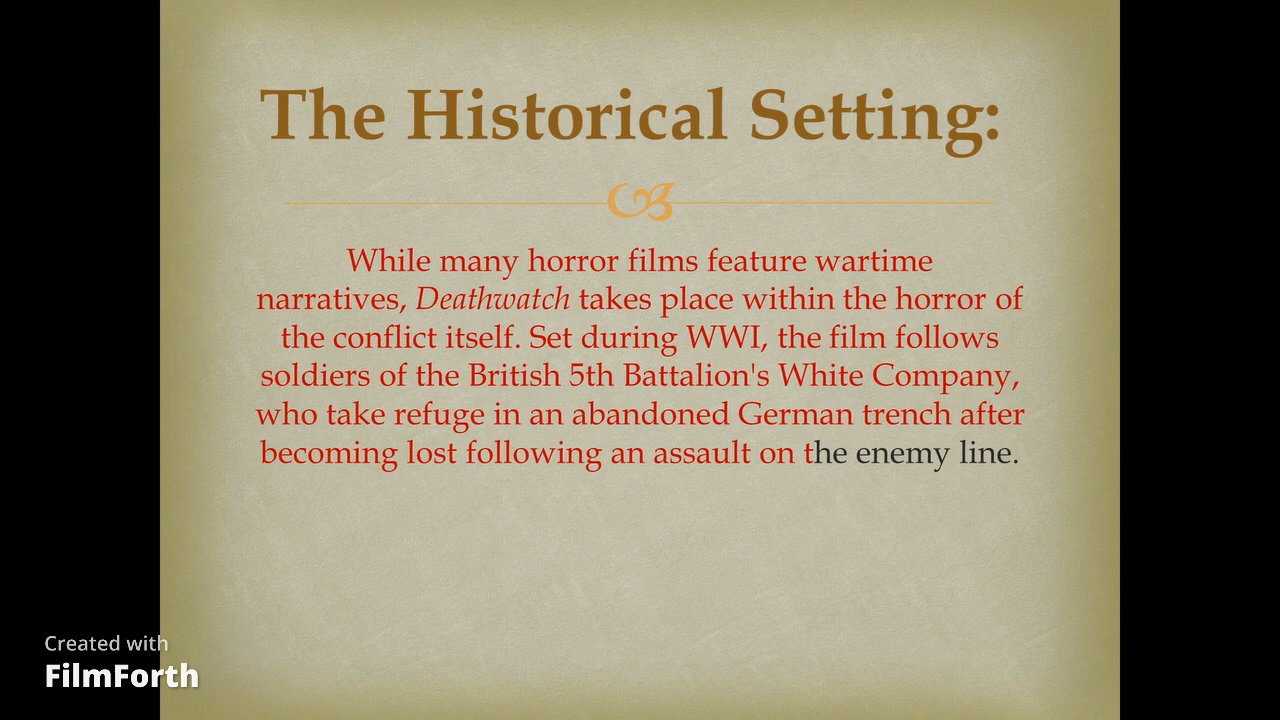 The Historical Setting:
While many horror films feature wartime
narratives, Deathwatch takes place within the horror of
the conflict itself. Set during WWI, the film follows
soldiers of the British 5th Battalion's White Company,
who take refuge in an abandoned German trench after
becoming lost following an assault on the enemy line.
Created with
FilmForth